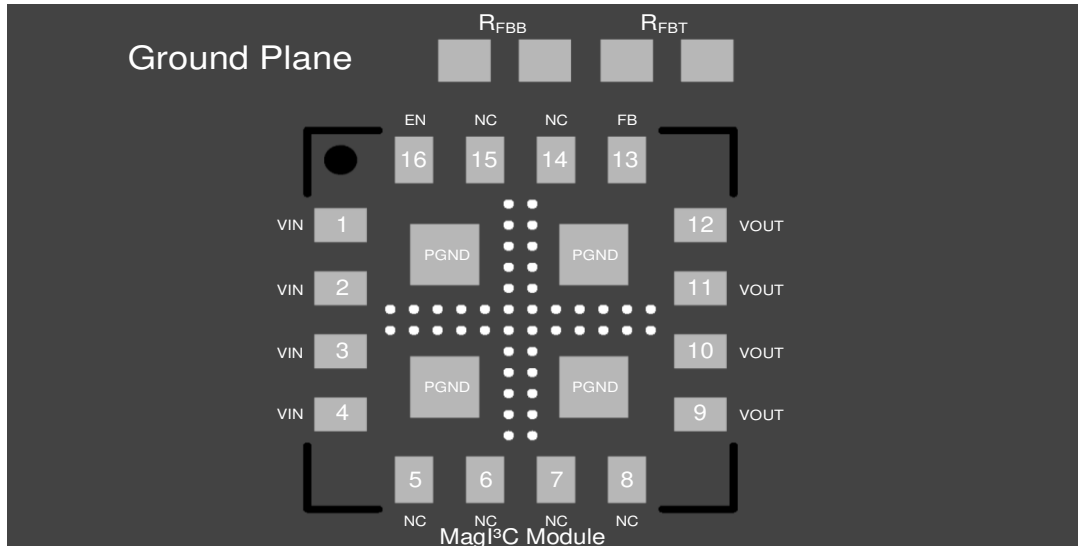 R_FBB R_FBT
Ground Plane
EN NC NC FB
16 15 14 13
VIN 1 12 VOUT
PGND PGND
VIN 2 11 VOUT
VIN 3 10 VOUT
PGND PGND
VIN 4 9 VOUT
5 6 7 8
NC NC NC NC
MagI³C Module